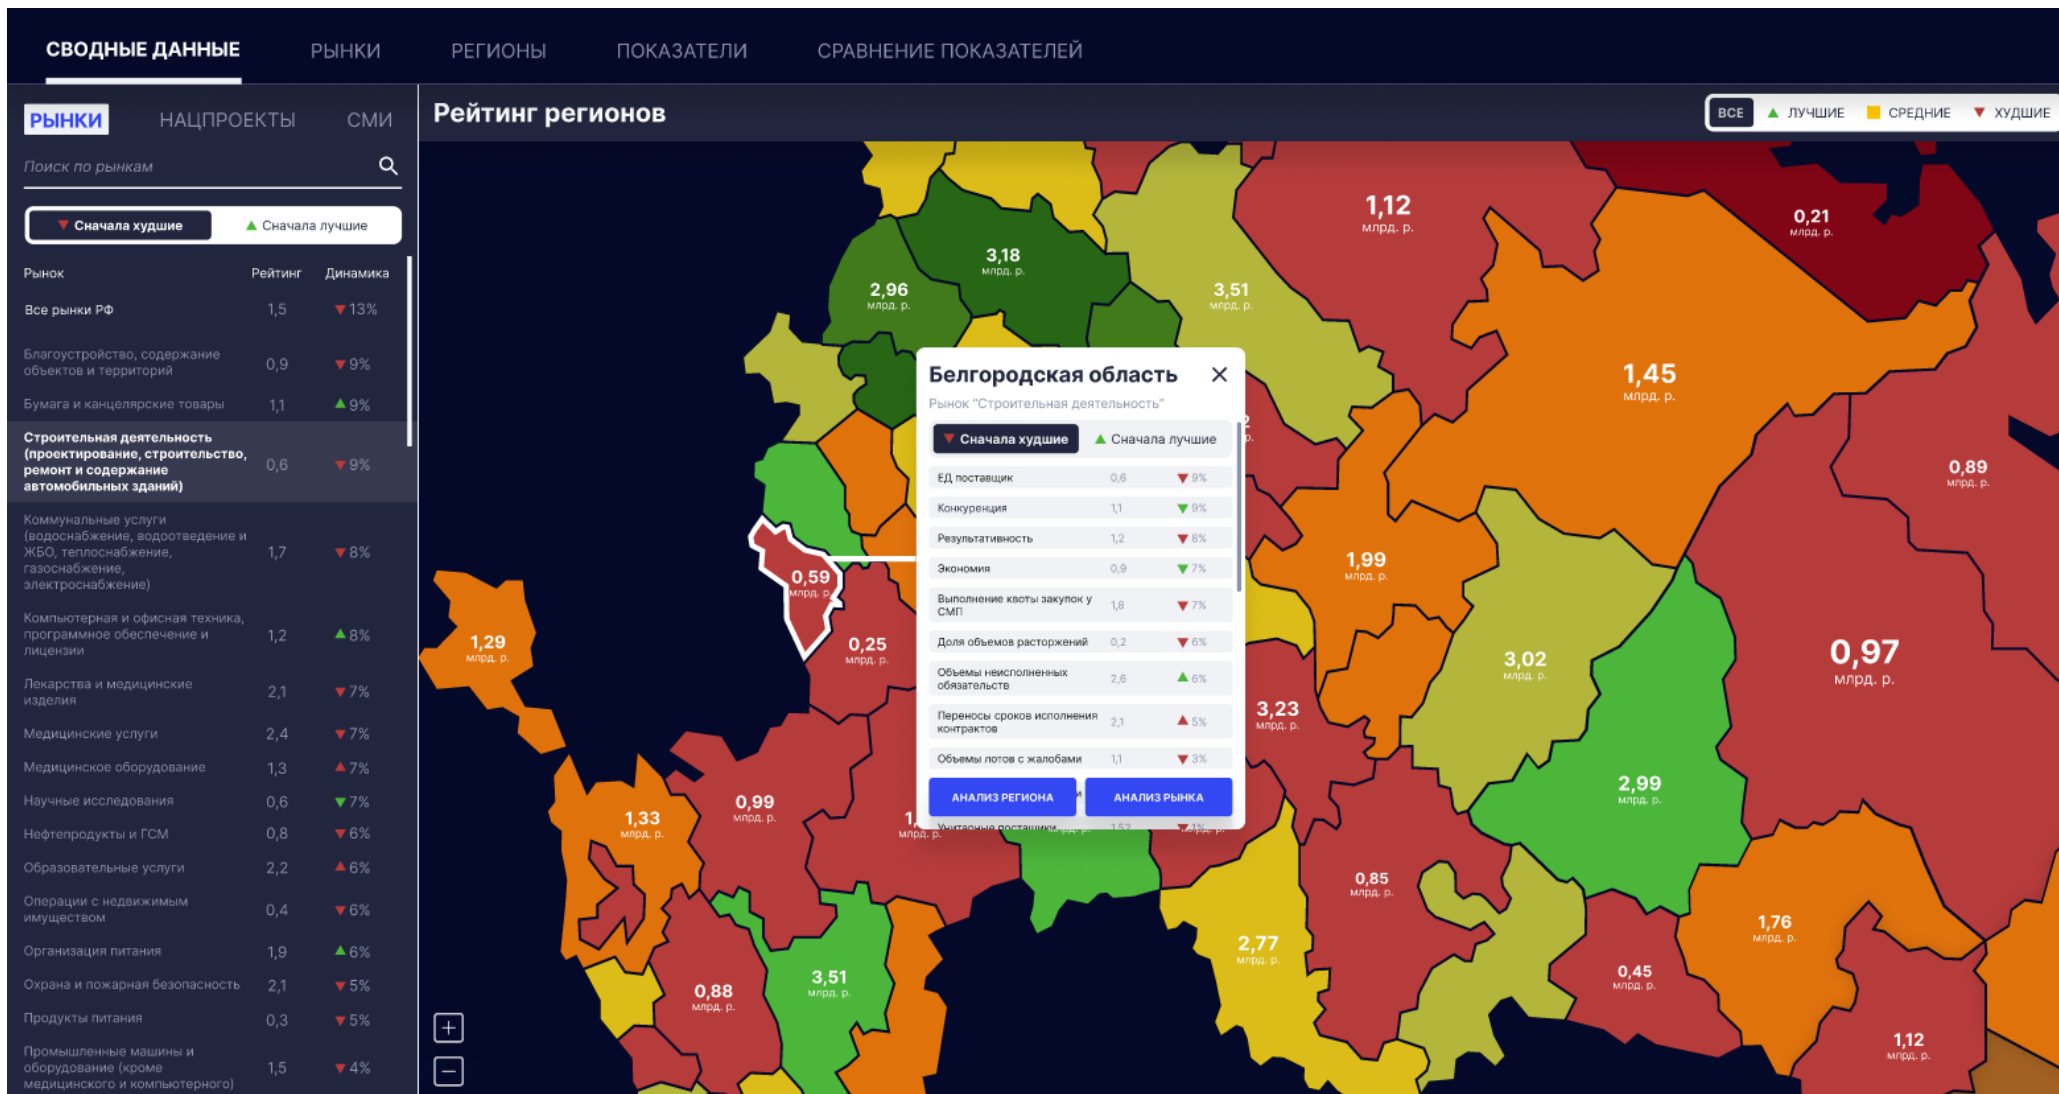 СВОДНЫЕ ДАННЫЕ
РЫНКИ
РЕГИОНЫ
ПОКАЗАТЕЛИ
СРАВНЕНИЕ ПОКАЗАТЕЛЕЙ
РЫНКИ
НАЦПРОЕКТЫ
СМИ
Поиск по рынкам
Сначала худшие
Сначала лучшие
Рынок Рейтинг Динамика
Все рынки РФ 1,5 13%
Благоустройство, содержание
объектов и территорий 0,9 9%
Бумага и канцелярские товары 1,1 9%
Строительная деятельность
(проектирование, строительство,
ремонт и содержание
автомобильных зданий) 0,6 9%
Коммунальные услуги
(водоснабжение, водоотведение и
ЖБО, теплоснабжение,
газоснабжение,
электроснабжение) 1,7 8%
Компьютерная и офисная техника,
программное обеспечение и
лицензии 1,2 8%
Лекарства и медицинские
изделия 2,1 7%
Медицинские услуги 2,4 7%
Медицинское оборудование 1,3 7%
Научные исследования 0,6 7%
Нефтепродукты и ГСМ 0,8 6%
Образовательные услуги 2,2 6%
Операции с недвижимым
имуществом 0,4 6%
Организация питания 1,9 6%
Охрана и пожарная безопасность 2,1 5%
Продукты питания 0,3 5%
Промышленные машины и
оборудование (кроме
медицинского и компьютерного) 1,5 4%
Рейтинг регионов
ВСЕ
ЛУЧШИЕ
СРЕДНИЕ
ХУДШИЕ
1,12
млрд. р.
0,21
млрд. р.
3,18
млрд. р.
2,96
млрд. р.
3,51
млрд. р.
1,45
млрд. р.
0,89
млрд. р.
1,99
млрд. р.
0,59
млрд. р.
0,25
млрд. р.
1,29
млрд. р.
3,02
млрд. р.
0,97
млрд. р.
3,23
млрд. р.
2,99
млрд. р.
0,99
млрд. р.
1,33
млрд. р.
млрд. р.
0,85
млрд. р.
1,76
млрд. р.
2,77
млрд. р.
0,45
млрд. р.
3,51
млрд. р.
0,88
млрд. р.
1,12
млрд. р.
Белгородская область
Рынок "Строительная деятельность"
Сначала худшие
Сначала лучшие
ЕД поставщик 0,6 9%
Конкуренция 1,1 9%
Результативность 1,2 8%
Экономия 0,9 7%
Выполнение квоты закупок у
СМП 1,8 7%
Доля объемов расторжений 0,2 6%
Объемы неисполненных
обязательств 2,6 6%
Переносы сроков исполнения
контрактов 2,1 5%
Объемы лотов с жалобами 1,1 3%
АНАЛИЗ РЕГИОНА
АНАЛИЗ РЫНКА